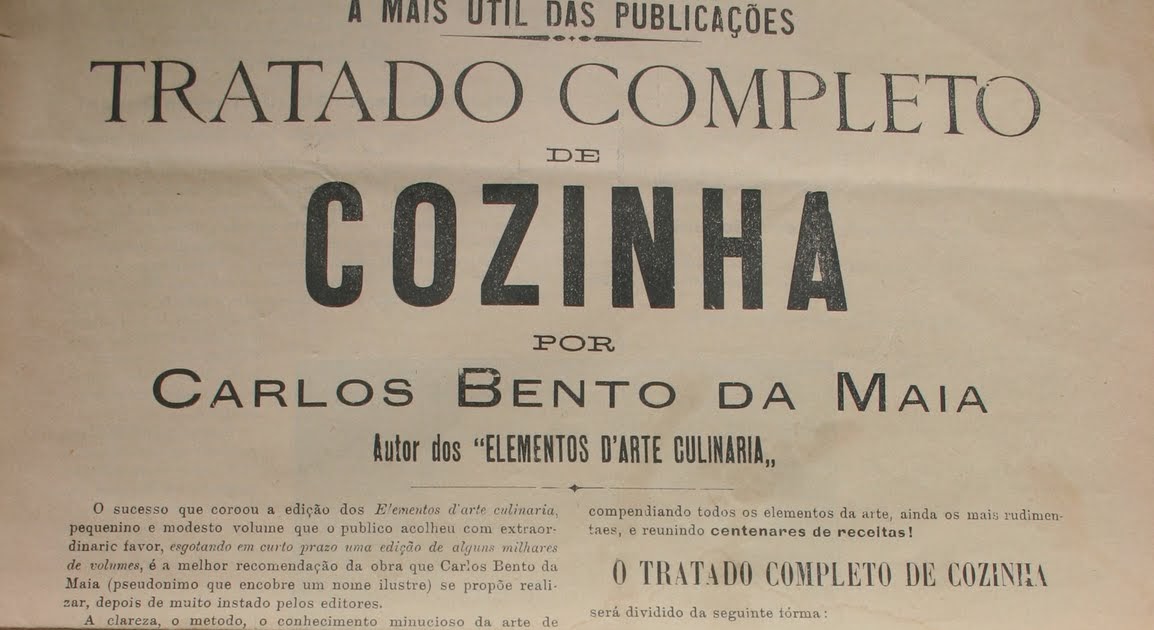 A MAIS UTIL DAS PUBLICAÇÕES
TRATADO COMPLETO
DE
COZINHA
POR
CARLOS BENTO DA MAIA
Autor dos “ELEMENTOS D'ARTE CULINARIA„
O sucesso que coroou a edição dos Elementos d'arte culinaria,
pequenino e modesto volume que o publico acolheu com extraor-
dinaric favor, esgotando em curto prazo uma edição de alguns milhares
de volumes, é a melhor recomendação da obra que Carlos Bento da
Maia (pseudonimo que encobre um nome ilustre) se propõe reali-
zar, depois de muito instado pelos editores.
A clareza, o metodo, o conhecimento minucioso da arte de
compendiando todos os elementos da arte, ainda os mais rudimen-
taes, e reunindo centenares de receitas!
O TRATADO COMPLETO DE COZINHA
será dividido da seguinte fórma: